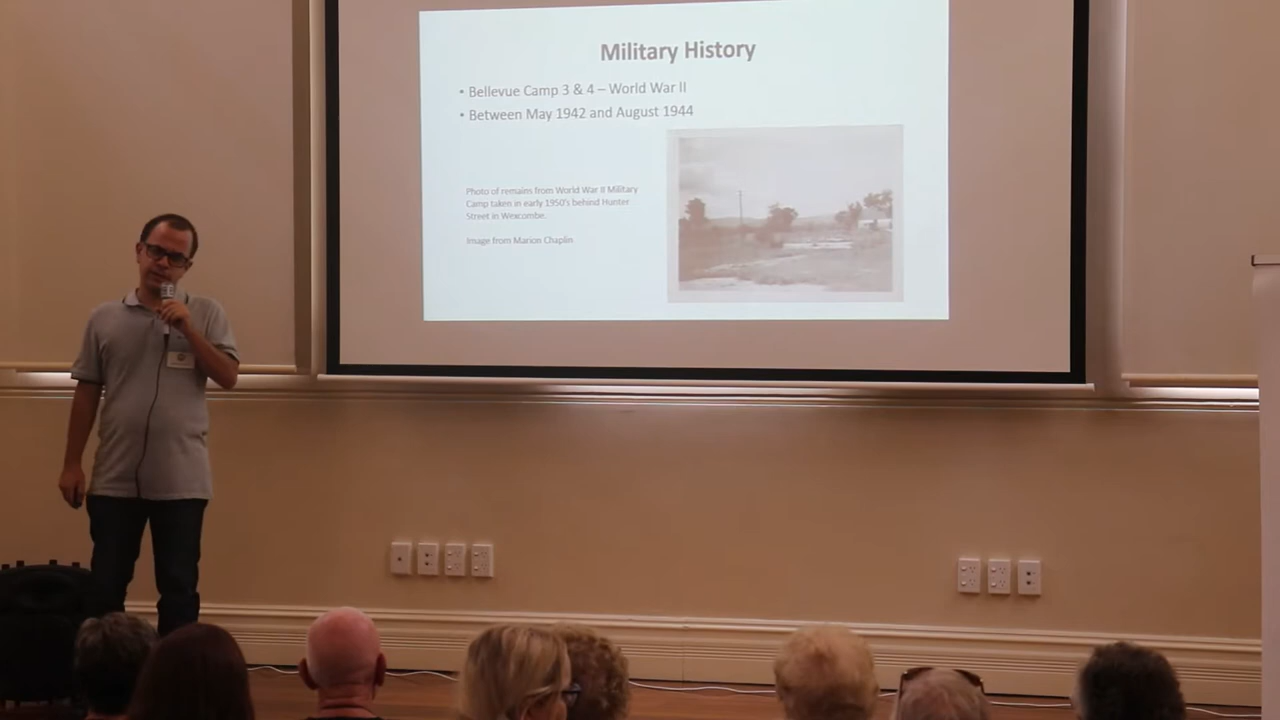 Military History
• Bellevue Camp 3 & 4 – World War II
• Between May 1942 and August 1944
Photo of remains from World War II Military
Camp taken in early 1950's behind Hunter
Street in Wexcombe.
Image from Marion Chaplin